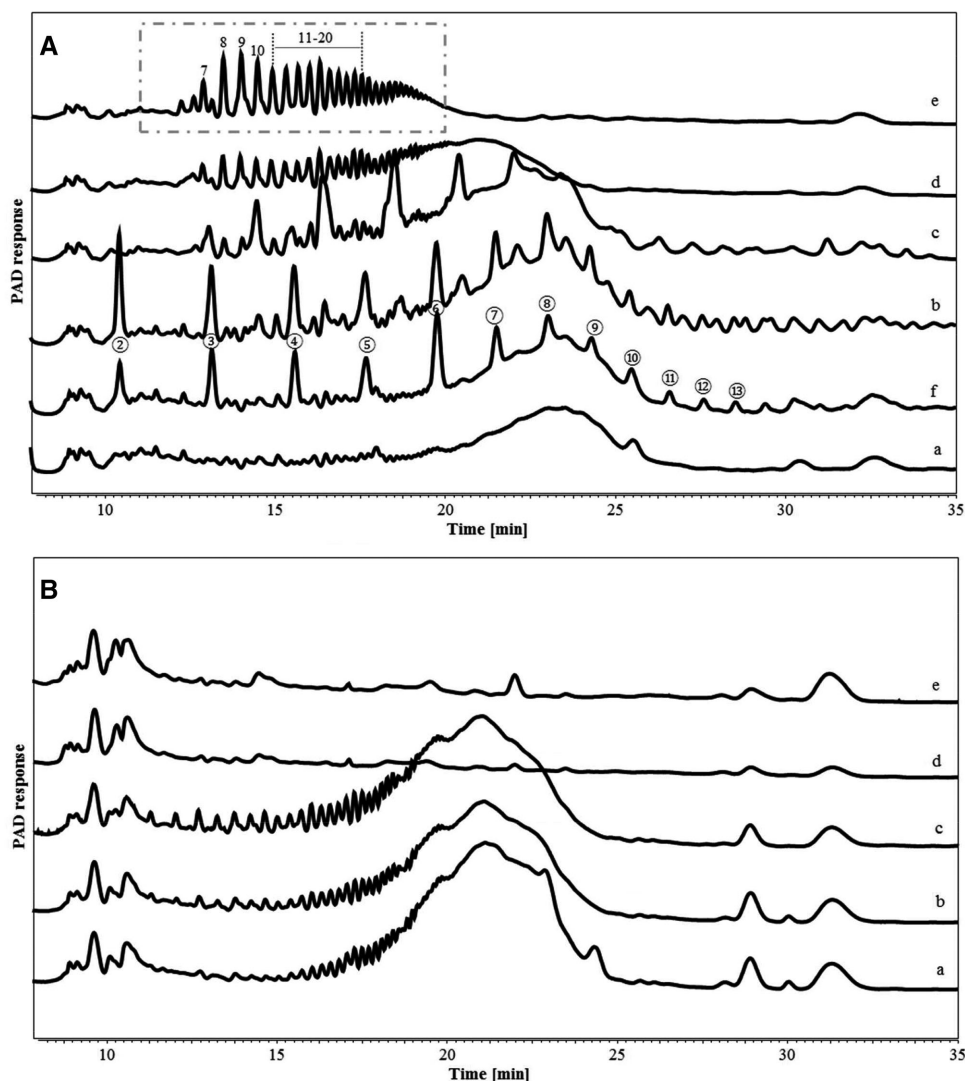 A
PAD response
7
8
9
10
11-20
e
d
c
b
② ③ ④ ⑤ ⑥ ⑦ ⑧ ⑨ ⑩ ⑪ ⑫ ⑬
f
a
10 15 20 25 30 35
Time [min]
B
PAD response
e
d
c
b
a
10 15 20 25 30 35
Time [min]